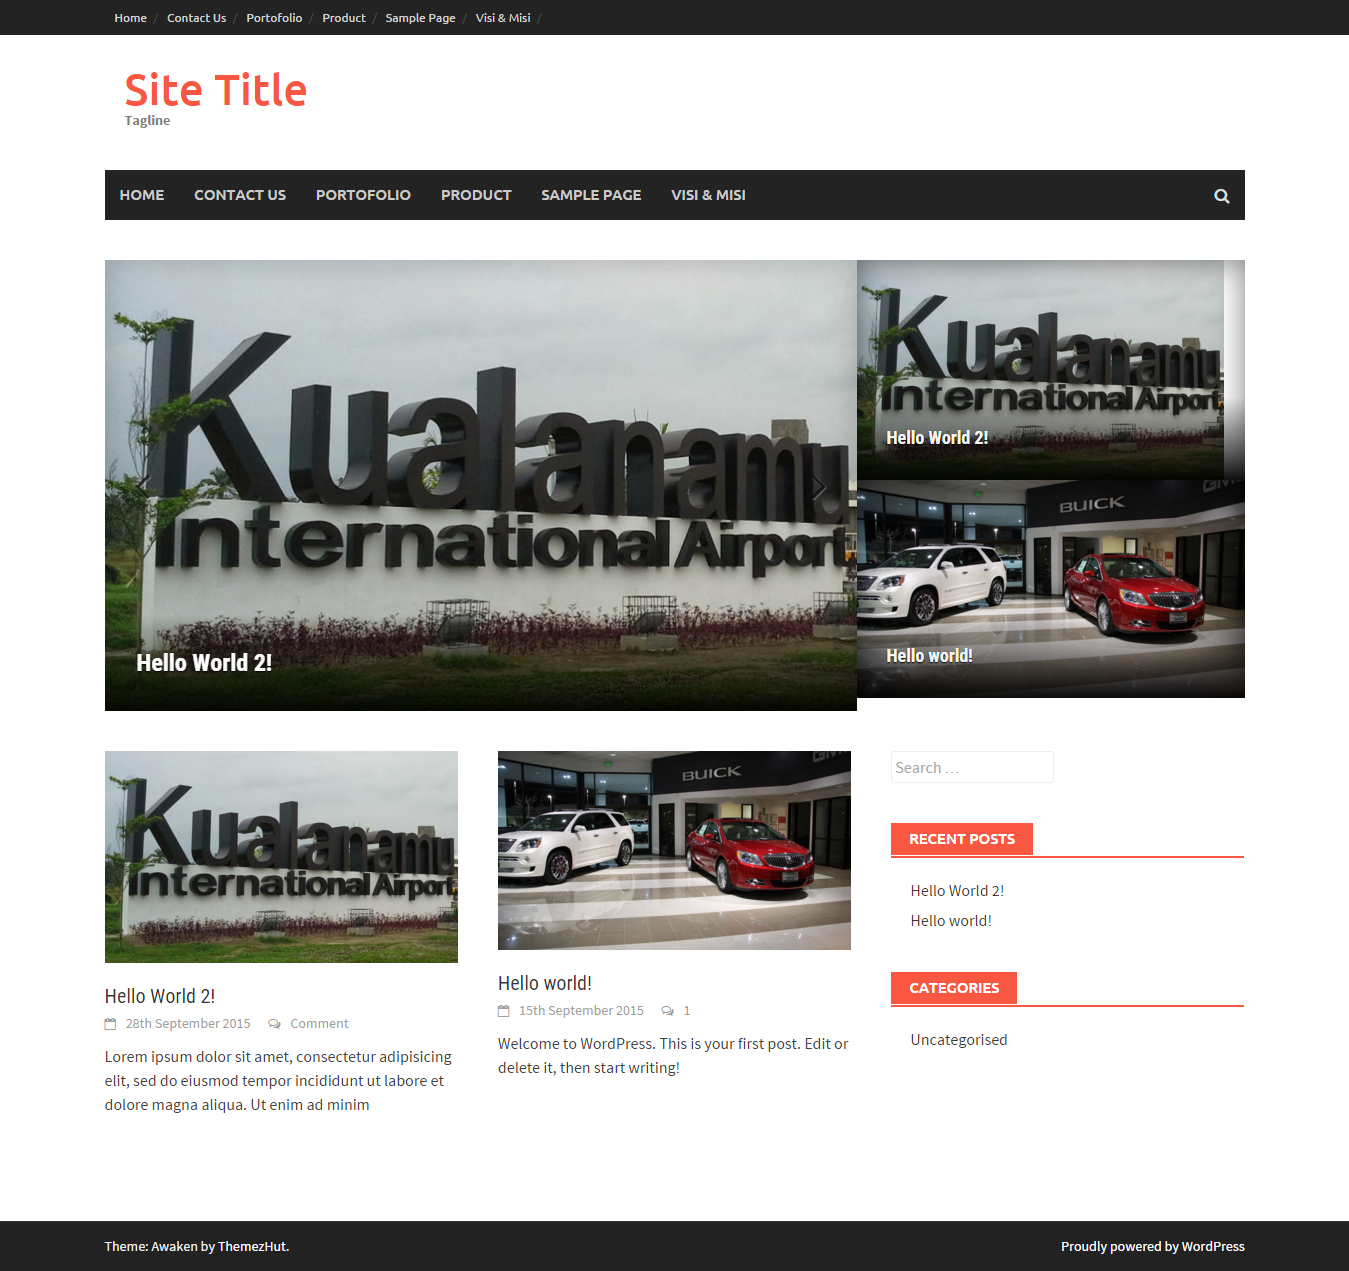 Home / Contact Us / Portofolio / Product / Sample Page / Visi & Misi /
Site Title
Tagline
HOME CONTACT US PORTOFOLIO PRODUCT SAMPLE PAGE VISI & MISI
Kualanamu
International Airport
Hello World 2!
Kualanamu
International Airport
Hello World 2!
BUICK
GMC
Hello world!
Kualanamu
International Airport
Hello World 2!
28th September 2015 Comment
Lorem ipsum dolor sit amet, consectetur adipisicing
elit, sed do eiusmod tempor incididunt ut labore et
dolore magna aliqua. Ut enim ad minim
BUICK
GMC
Hello world!
15th September 2015 1
Welcome to WordPress. This is your first post. Edit or
delete it, then start writing!
Search …
RECENT POSTS
Hello World 2!
Hello world!
CATEGORIES
Uncategorised
Theme: Awaken by ThemezHut.
Proudly powered by WordPress